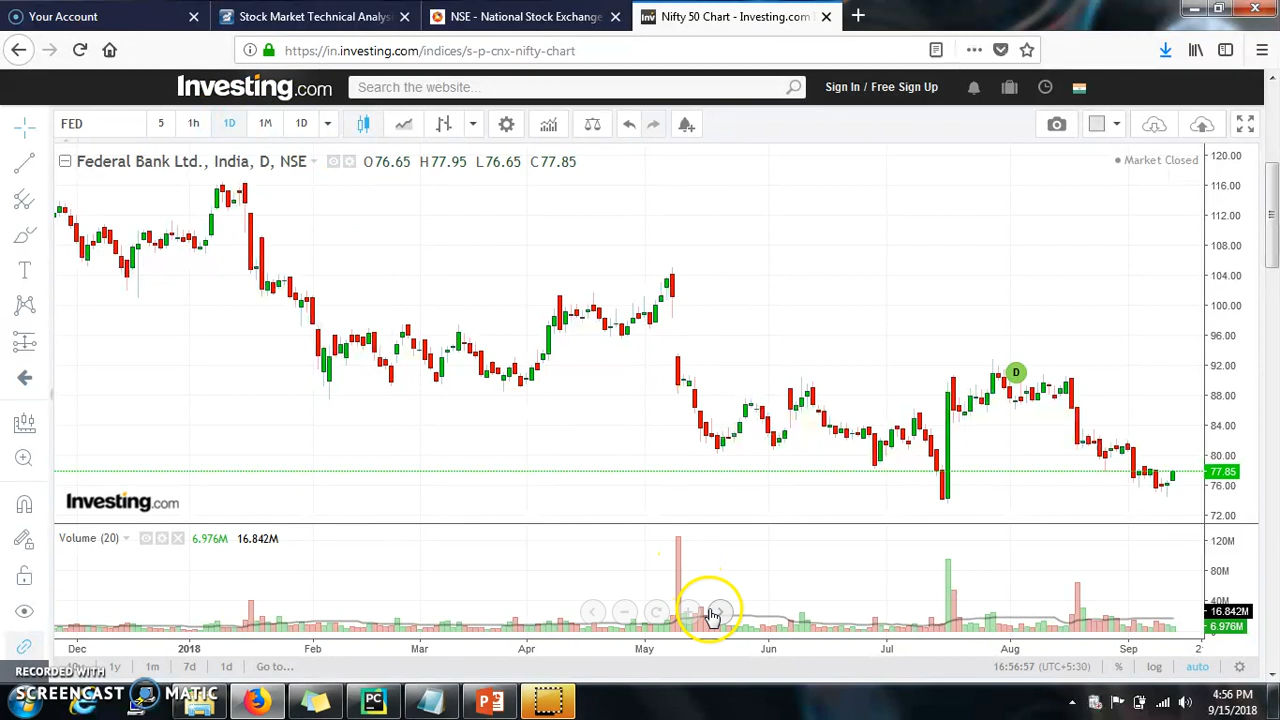 Your Account
Stock Market Technical Analys
NSE - National Stock Exchange
Inv Nifty 50 Chart - Investing.com
https://in.investing.com/indices/s-p-cnx-nifty-chart
Investing.com
Search the website...
Sign In / Free Sign Up
FED
5
1h
1D
1M
1D
Federal Bank Ltd., India, D, NSE
O76.65 H77.95 L76.65 C77.85
Market Closed
120.00
116.00
112.00
108.00
104.00
100.00
96.00
92.00
88.00
84.00
80.00
77.85
76.00
72.00
D
Investing.com
Volume (20)
6.976M 16.842M
120M
80M
40M
16.842M
6.976M
Dec 2018 Feb Mar Apr May Jun Jul Aug Sep 2
1y 1m 7d 1d Go to...
16:56:57 (UTC+5:30)
% log auto
RECORDED WITH
SCREENCAST MATIC
PC
4:56 PM
9/15/2018